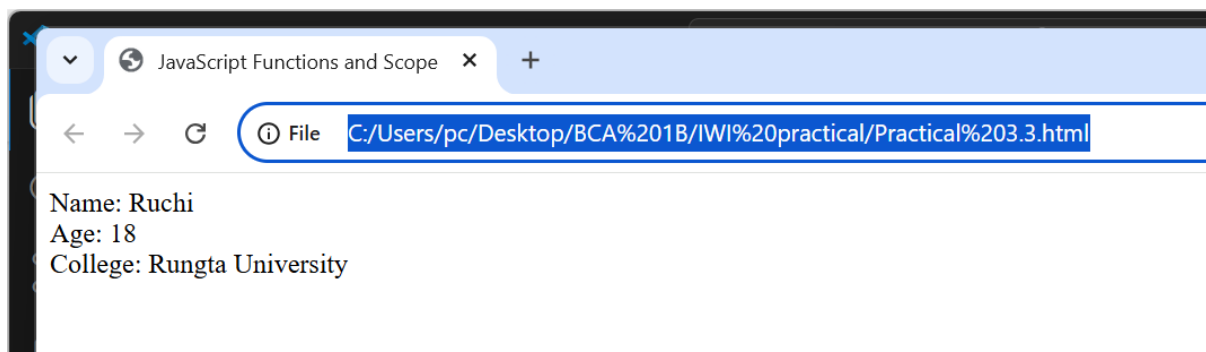 JavaScript Functions and Scope
File C:/Users/pc/Desktop/BCA%201B/IWI%20practical/Practical%203.3.html
Name: Ruchi
Age: 18
College: Rungta University